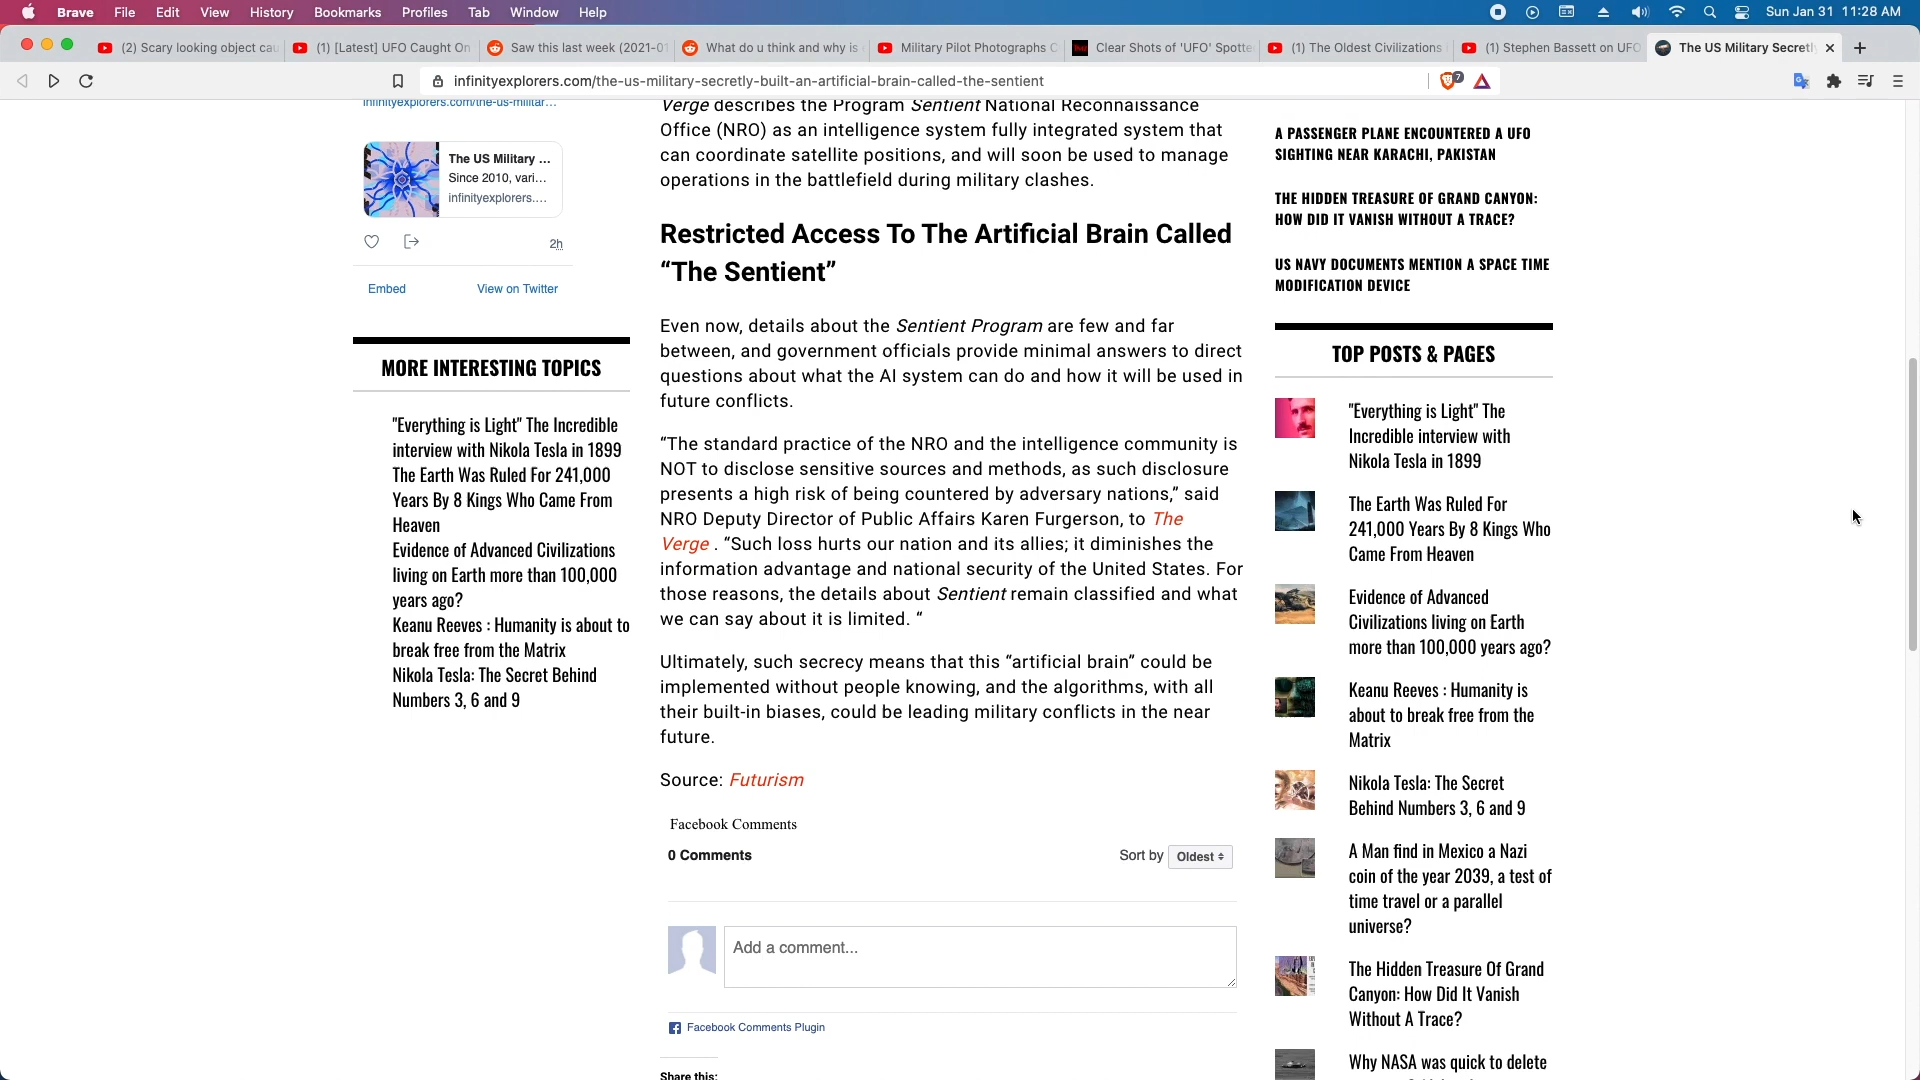 Brave File Edit View History Bookmarks Profiles Tab Window Help
Sun Jan 31 11:28 AM
(2) Scary looking object cau
(1) [Latest] UFO Caught On
Saw this last week (2021-01
What do u think and why is
Military Pilot Photographs C
Clear Shots of 'UFO' Spotte
(1) The Oldest Civilizations
(1) Stephen Bassett on UFO
The US Military Secretl
infinityexplorers.com/the-us-military-secretly-built-an-artificial-brain-called-the-sentient
7
infinityexplorers.com/the-us-militar...
The US Military ...
Since 2010, vari...
infinityexplorers....
2h
Embed
View on Twitter
MORE INTERESTING TOPICS
"Everything is Light" The Incredible
interview with Nikola Tesla in 1899
The Earth Was Ruled For 241,000
Years By 8 Kings Who Came From
Heaven
Evidence of Advanced Civilizations
living on Earth more than 100,000
years ago?
Keanu Reeves : Humanity is about to
break free from the Matrix
Nikola Tesla: The Secret Behind
Numbers 3, 6 and 9
Verge describes the Program Sentient National Reconnaissance
Office (NRO) as an intelligence system fully integrated system that
can coordinate satellite positions, and will soon be used to manage
operations in the battlefield during military clashes.
Restricted Access To The Artificial Brain Called
“The Sentient”
Even now, details about the Sentient Program are few and far
between, and government officials provide minimal answers to direct
questions about what the AI system can do and how it will be used in
future conflicts.
“The standard practice of the NRO and the intelligence community is
NOT to disclose sensitive sources and methods, as such disclosure
presents a high risk of being countered by adversary nations,” said
NRO Deputy Director of Public Affairs Karen Furgerson, to The
Verge . “Such loss hurts our nation and its allies; it diminishes the
information advantage and national security of the United States. For
those reasons, the details about Sentient remain classified and what
we can say about it is limited. “
Ultimately, such secrecy means that this “artificial brain” could be
implemented without people knowing, and the algorithms, with all
their built-in biases, could be leading military conflicts in the near
future.
Source: Futurism
Facebook Comments
0 Comments
Sort by Oldest
Add a comment...
Facebook Comments Plugin
Share this:
A PASSENGER PLANE ENCOUNTERED A UFO
SIGHTING NEAR KARACHI, PAKISTAN
THE HIDDEN TREASURE OF GRAND CANYON:
HOW DID IT VANISH WITHOUT A TRACE?
US NAVY DOCUMENTS MENTION A SPACE TIME
MODIFICATION DEVICE
TOP POSTS & PAGES
"Everything is Light" The
Incredible interview with
Nikola Tesla in 1899
The Earth Was Ruled For
241,000 Years By 8 Kings Who
Came From Heaven
Evidence of Advanced
Civilizations living on Earth
more than 100,000 years ago?
Keanu Reeves : Humanity is
about to break free from the
Matrix
Nikola Tesla: The Secret
Behind Numbers 3, 6 and 9
A Man find in Mexico a Nazi
coin of the year 2039, a test of
time travel or a parallel
universe?
The Hidden Treasure Of Grand
Canyon: How Did It Vanish
Without A Trace?
Why NASA was quick to delete